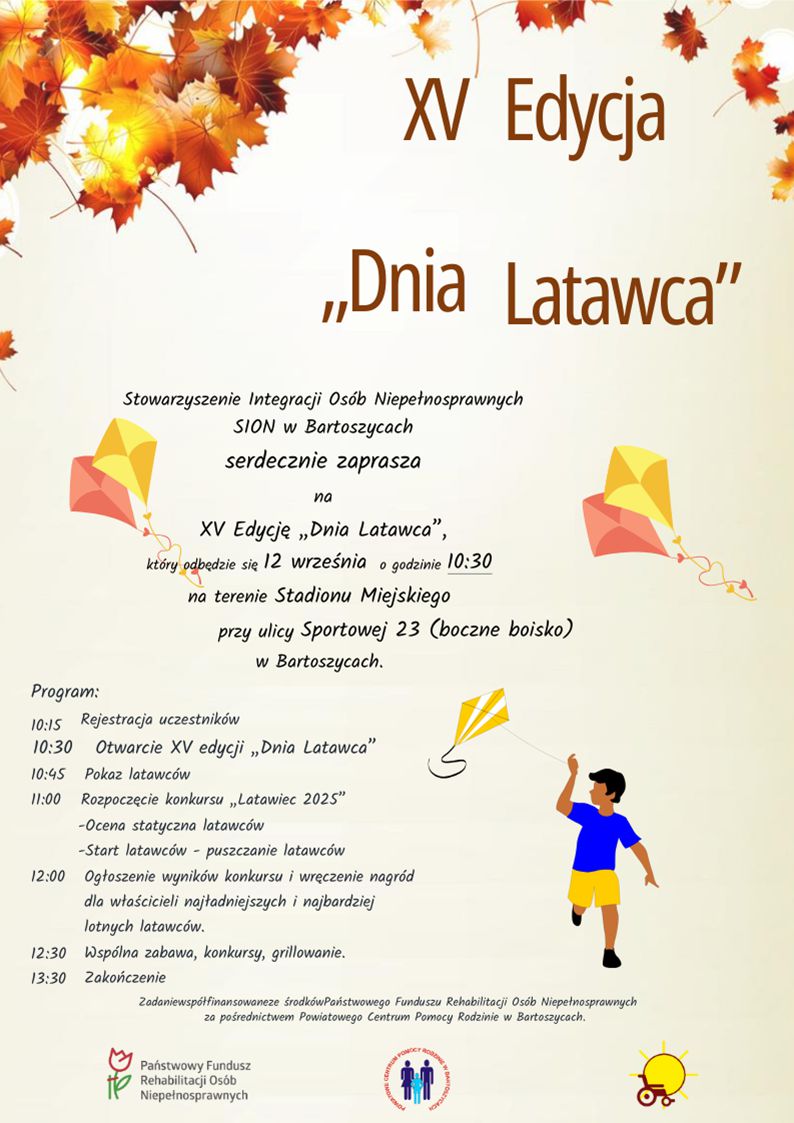 XV Edycja
„Dnia Latawca”
Stowarzyszenie Integracji Osób Niepełnosprawnych
SION w Bartoszycach
serdecznie zaprasza
na
XV Edycję „Dnia Latawca”,
który odbędzie się 12 września o godzinie 10:30
na terenie Stadionu Miejskiego
przy ulicy Sportowej 23 (boczne boisko)
w Bartoszycach.
Program:
10:15 Rejestracja uczestników
10:30 Otwarcie XV edycji „Dnia Latawca”
10:45 Pokaz latawców
11:00 Rozpoczęcie konkursu „Latawiec 2025”
-Ocena statyczna latawców
-Start latawców - puszczanie latawców
12:00 Ogłoszenie wyników konkursu i wręczenie nagród
dla właścicieli najładniejszych i najbardziej
lotnych latawców.
12:30 Wspólna zabawa, konkursy, grillowanie.
13:30 Zakończenie
Zadaniewspółfinansowaneze środkówPaństwowego Funduszu Rehabilitacji Osób Niepełnosprawnych
za pośrednictwem Powiatowego Centrum Pomocy Rodzinie w Bartoszycach.
Państwowy Fundusz
Rehabilitacji Osób
Niepełnosprawnych
POWIATOWE CENTRUM POMOCY RODZINIE W BARTOSZYCACH